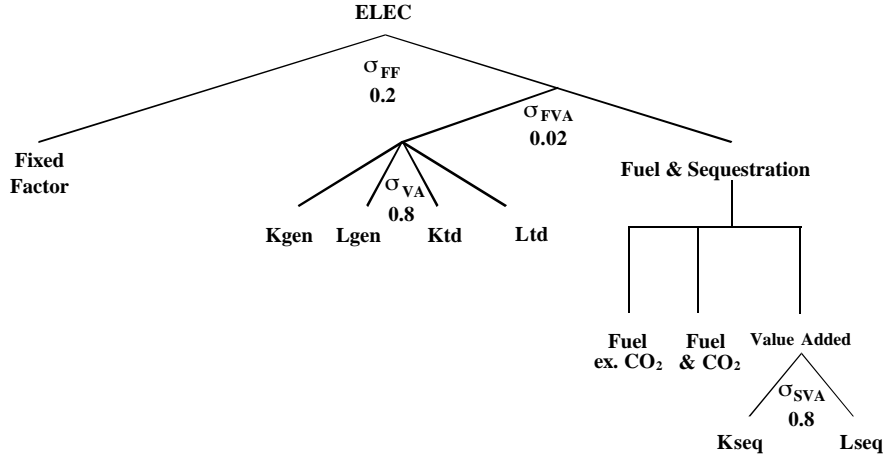 ELEC
σFF
0.2
σFVA
0.02
Fixed
Factor
Fuel & Sequestration
σVA
0.8
Kgen Lgen Ktd Ltd
Fuel
ex. CO₂
Fuel
& CO₂
Value Added
σSVA
0.8
Kseq Lseq